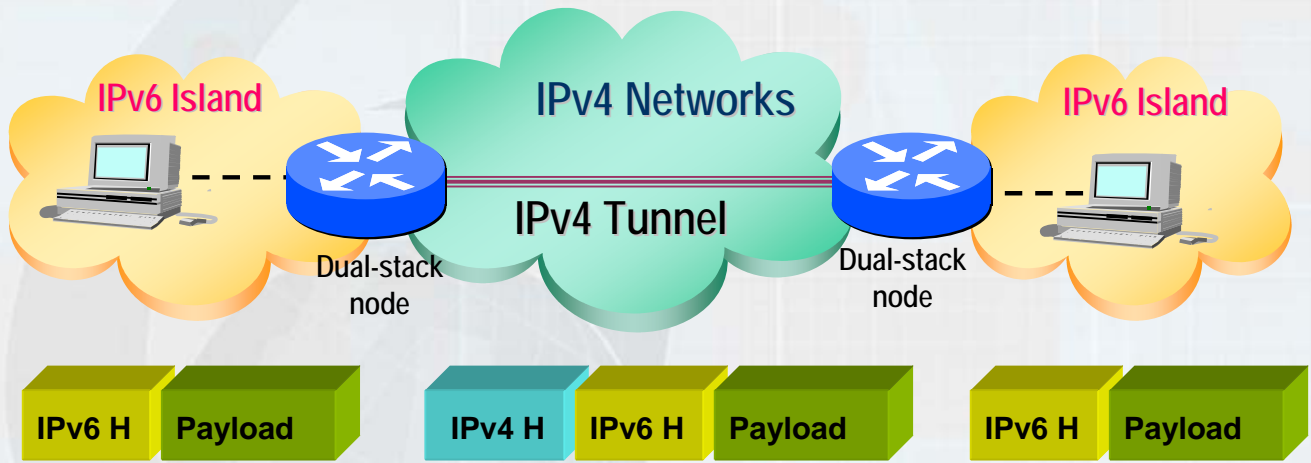 IPv6 Island
IPv4 Networks
IPv6 Island
IPv4 Tunnel
Dual-stack
node
Dual-stack
node
IPv6 H
Payload
IPv4 H
IPv6 H
Payload
IPv6 H
Payload